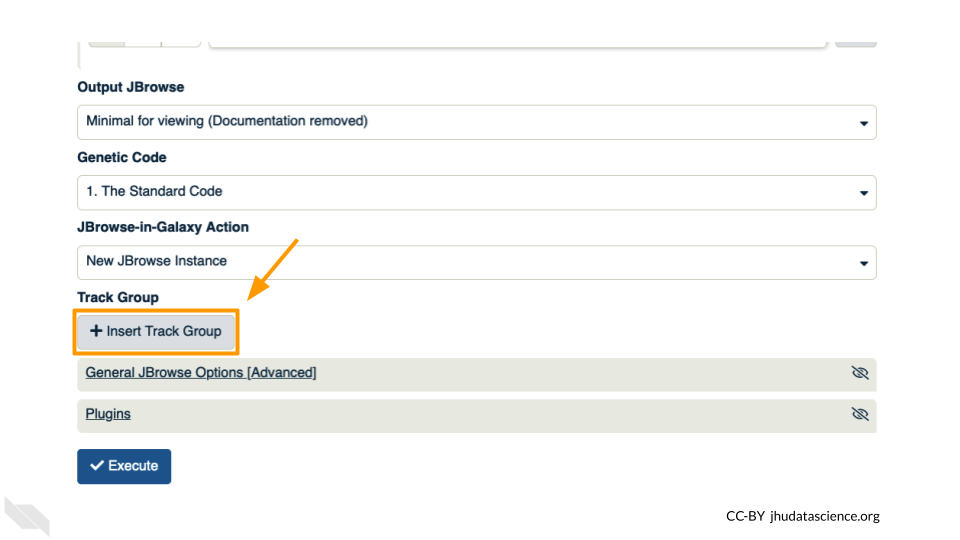 Output JBrowse
Minimal for viewing (Documentation removed)
Genetic Code
1. The Standard Code
JBrowse-in-Galaxy Action
New JBrowse Instance
Track Group
Insert Track Group
General JBrowse Options [Advanced]
Plugins
Execute
CC-BY jhudatascience.org